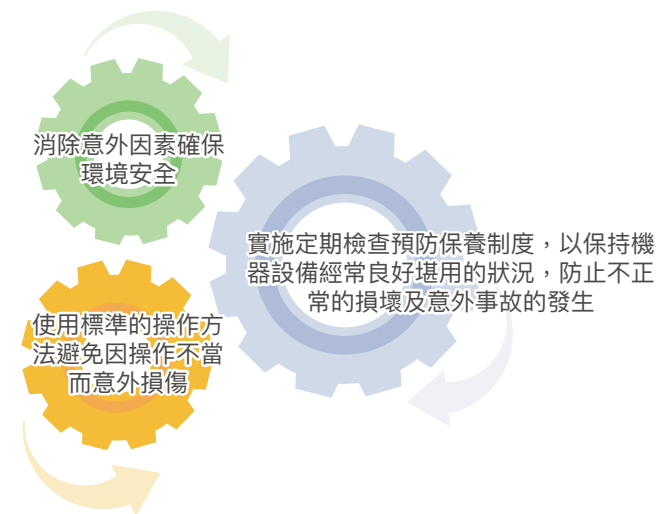 消除意外因素確保
環境安全
實施定期檢查預防保養制度，以保持機
器設備經常良好堪用的狀況，防止不正
常的損壞及意外事故的發生
使用標準的操作方
法避免因操作不當
而意外損傷